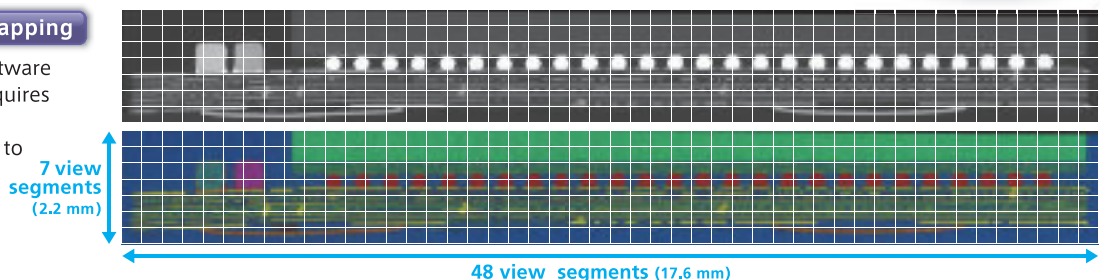 apping
tware
quires
to
7 view
segments
(2.2 mm)
48 view segments (17.6 mm)